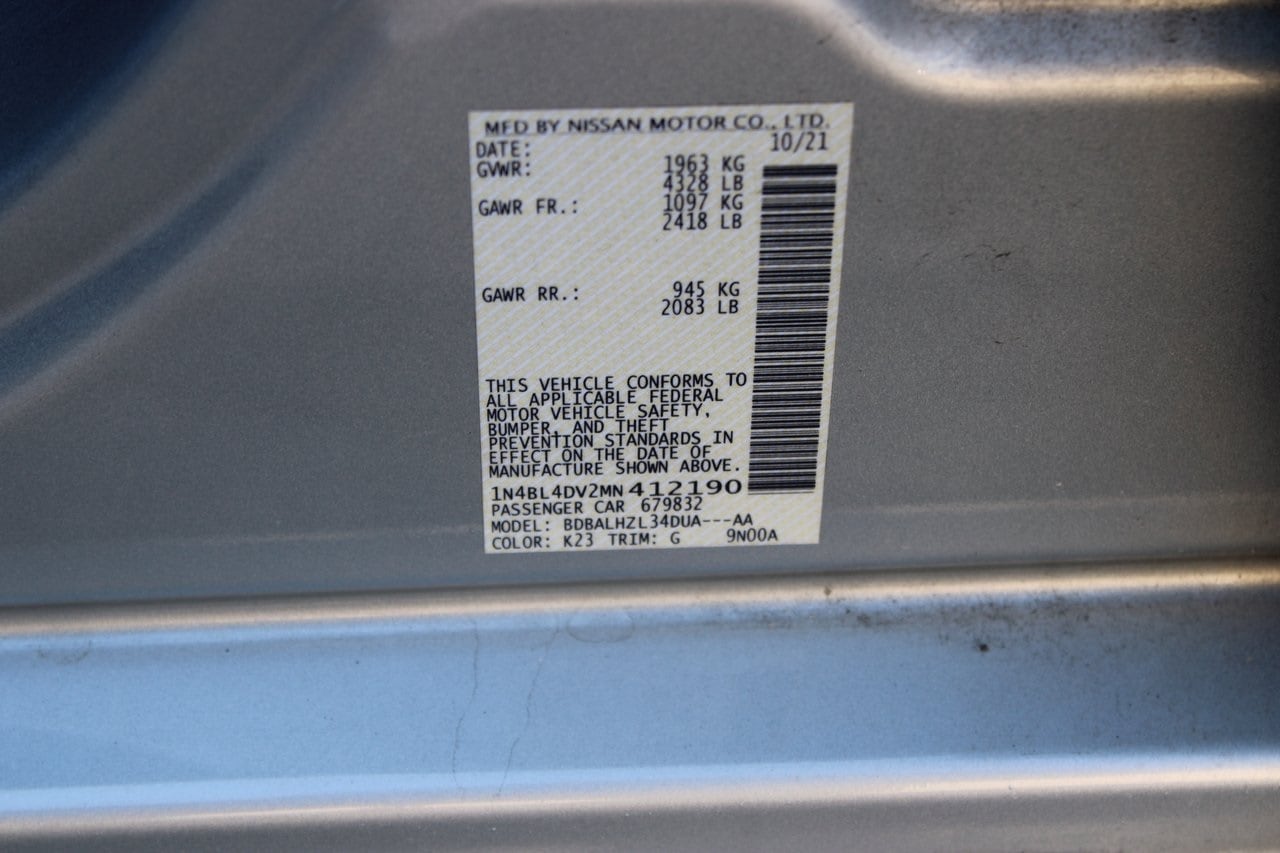 MFD BY NISSAN MOTOR CO., LTD.
DATE: 10/21
GVWR: 1963 KG
4328 LB
GAWR FR.: 1097 KG
2418 LB
GAWR RR.: 945 KG
2083 LB
THIS VEHICLE CONFORMS TO
ALL APPLICABLE FEDERAL
MOTOR VEHICLE SAFETY,
BUMPER, AND THEFT
PREVENTION STANDARDS IN
EFFECT ON THE DATE OF
MANUFACTURE SHOWN ABOVE.
1N4BL4DV2MN412190
PASSENGER CAR 679832
MODEL: BDBALHZL34DUA---AA
COLOR: K23 TRIM: G 9N00A